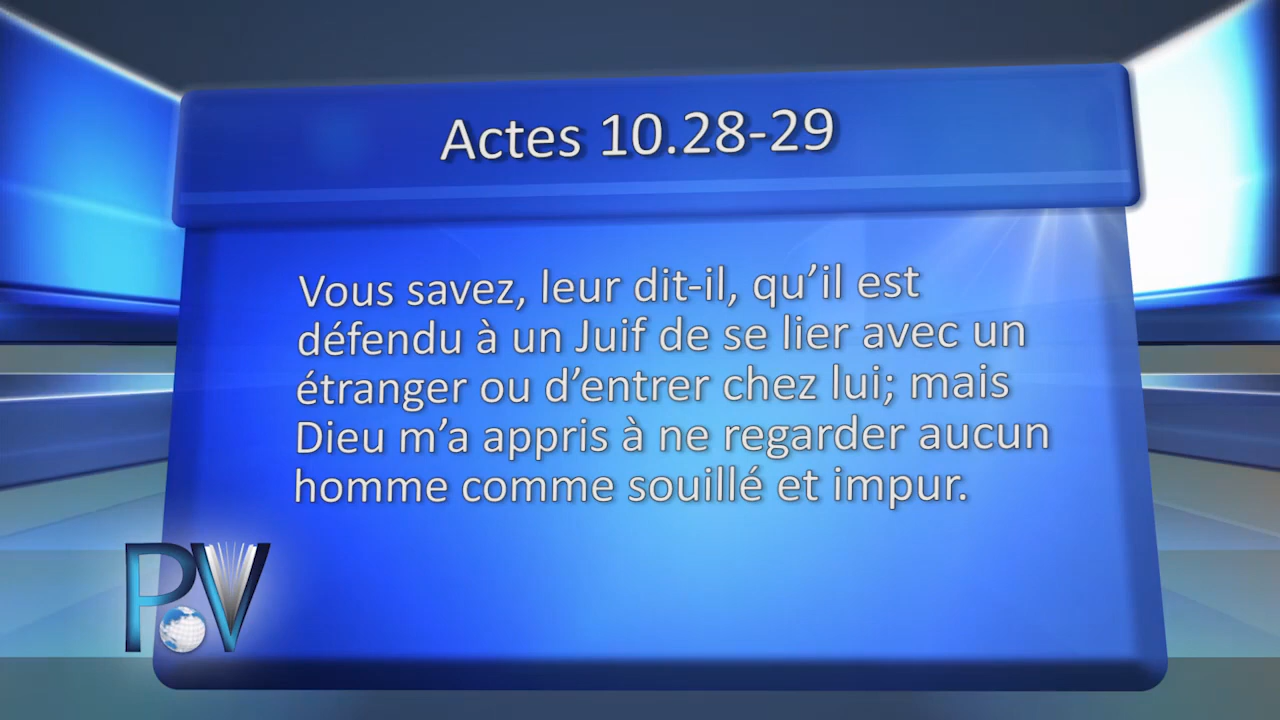 Actes 10.28-29
Vous savez, leur dit-il, qu’il est
défendu à un Juif de se lier avec un
étranger ou d’entrer chez lui; mais
Dieu m’a appris à ne regarder aucun
homme comme souillé et impur.
PV